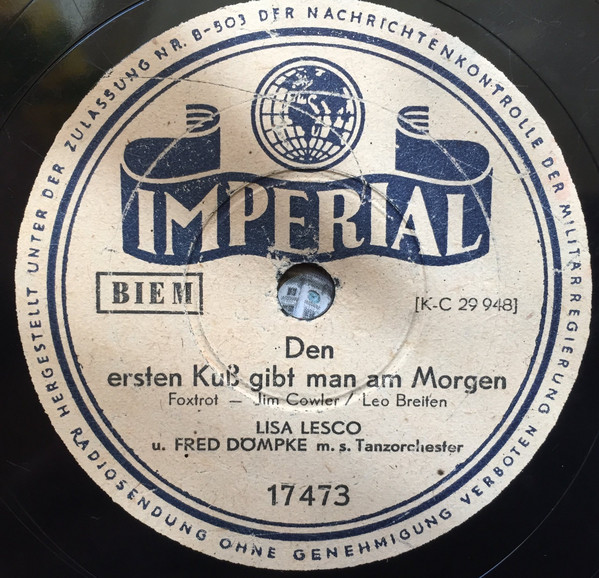 HERGESTELLT UNTER DER ZULASSUNG NR. B-503 DER NACHRICHTENKONTROLLE DER MILITÄRREGIERUNG
IMPERIAL
BIEM
[K-C 29 948]
Den
ersten Kuß gibt man am Morgen
Foxtrot — Jim Cowler / Leo Breiten
LISA LESCO
u. FRED DÖMPKE m. s. Tanzorchester
17473
RADIOSENDUNG OHNE GENEHMIGUNG VERBOTEN